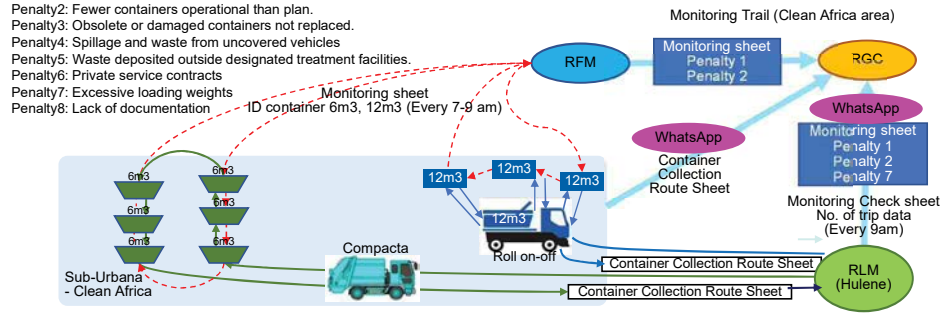 Penalty2: Fewer containers operational than plan.
Penalty3: Obsolete or damaged containers not replaced.
Penalty4: Spillage and waste from uncovered vehicles
Penalty5: Waste deposited outside designated treatment facilities.
Penalty6: Private service contracts
Penalty7: Excessive loading weights
Penalty8: Lack of documentation
Monitoring Trail (Clean Africa area)
RFM
Monitoring sheet
Penalty 1
Penalty 2
RGC
Monitoring sheet
ID container 6m3, 12m3 (Every 7-9 am)
WhatsApp
Container
Collection
Route Sheet
WhatsApp
Monitoring sheet
Penalty 1
Penalty 2
Penalty 7
Monitoring Check sheet
No. of trip data
(Every 9am)
6m3
6m3
6m3
6m3
6m3
6m3
12m3
12m3
12m3
12m3
Roll on-off
Compacta
Sub-Urbana
- Clean Africa
Container Collection Route Sheet
Container Collection Route Sheet
RLM
(Hulene)